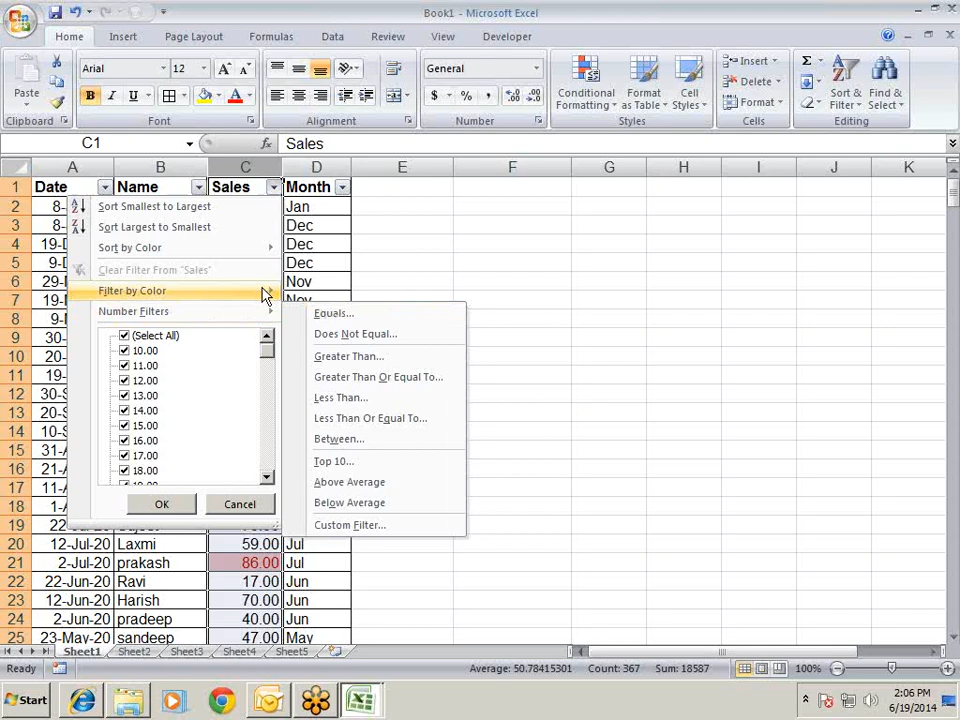 Book1 - Microsoft Excel
Home Insert Page Layout Formulas Data Review View Developer
Paste
Clipboard
Arial 12
B I U
A
Font
Alignment
General
$ % ,
Number
Conditional Formatting
Format as Table
Cell Styles
Styles
Insert
Delete
Format
Cells
Σ
Sort & Filter
Find & Select
Editing
C1 fx Sales
A B C D E F G H I J K
1 Date Name Sales Month
2 8- Jan
3 8- Dec
4 19-D Dec
5 9-D Dec
6 29-N Nov
7 Nov
8 9-
9 30-
10 20-
11 19-
12 30-S
13 20-S
14 10-
15 31-A
16 21-A
17 11-A
18 1-A
19 22-
20 12-Jul-20 Laxmi 59.00 Jul
21 2-Jul-20 prakash 86.00 Jul
22 22-Jun-20 Ravi 17.00 Jun
23 12-Jun-20 Harish 70.00 Jun
24 2-Jun-20 pradeep 40.00 Jun
25 23-May-20 sandeep 47.00 May
Sort Smallest to Largest
Sort Largest to Smallest
Sort by Color
Clear Filter From "Sales"
Filter by Color
Number Filters
(Select All)
10.00
11.00
12.00
13.00
14.00
15.00
16.00
17.00
18.00
OK Cancel
Equals...
Does Not Equal...
Greater Than...
Greater Than Or Equal To...
Less Than...
Less Than Or Equal To...
Between...
Top 10...
Above Average
Below Average
Custom Filter...
Sheet1 Sheet2 Sheet3 Sheet4 Sheet5
Ready Average: 50.78415301 Count: 367 Sum: 18587 100%
Start
2:06 PM
6/19/2014